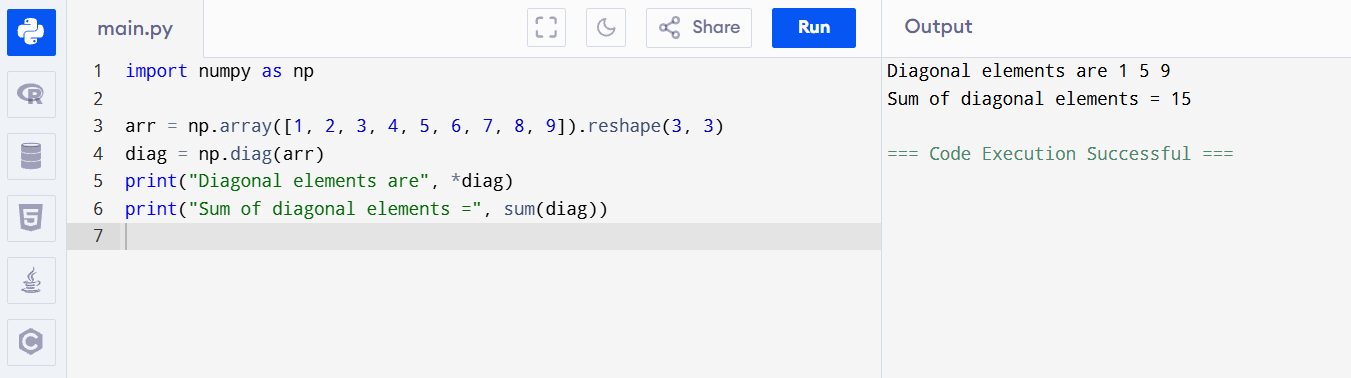 main.py
Share
Run
Output
1 import numpy as np
2
3 arr = np.array([1, 2, 3, 4, 5, 6, 7, 8, 9]).reshape(3, 3)
4 diag = np.diag(arr)
5 print("Diagonal elements are", *diag)
6 print("Sum of diagonal elements =", sum(diag))
7
Diagonal elements are 1 5 9
Sum of diagonal elements = 15
=== Code Execution Successful ===